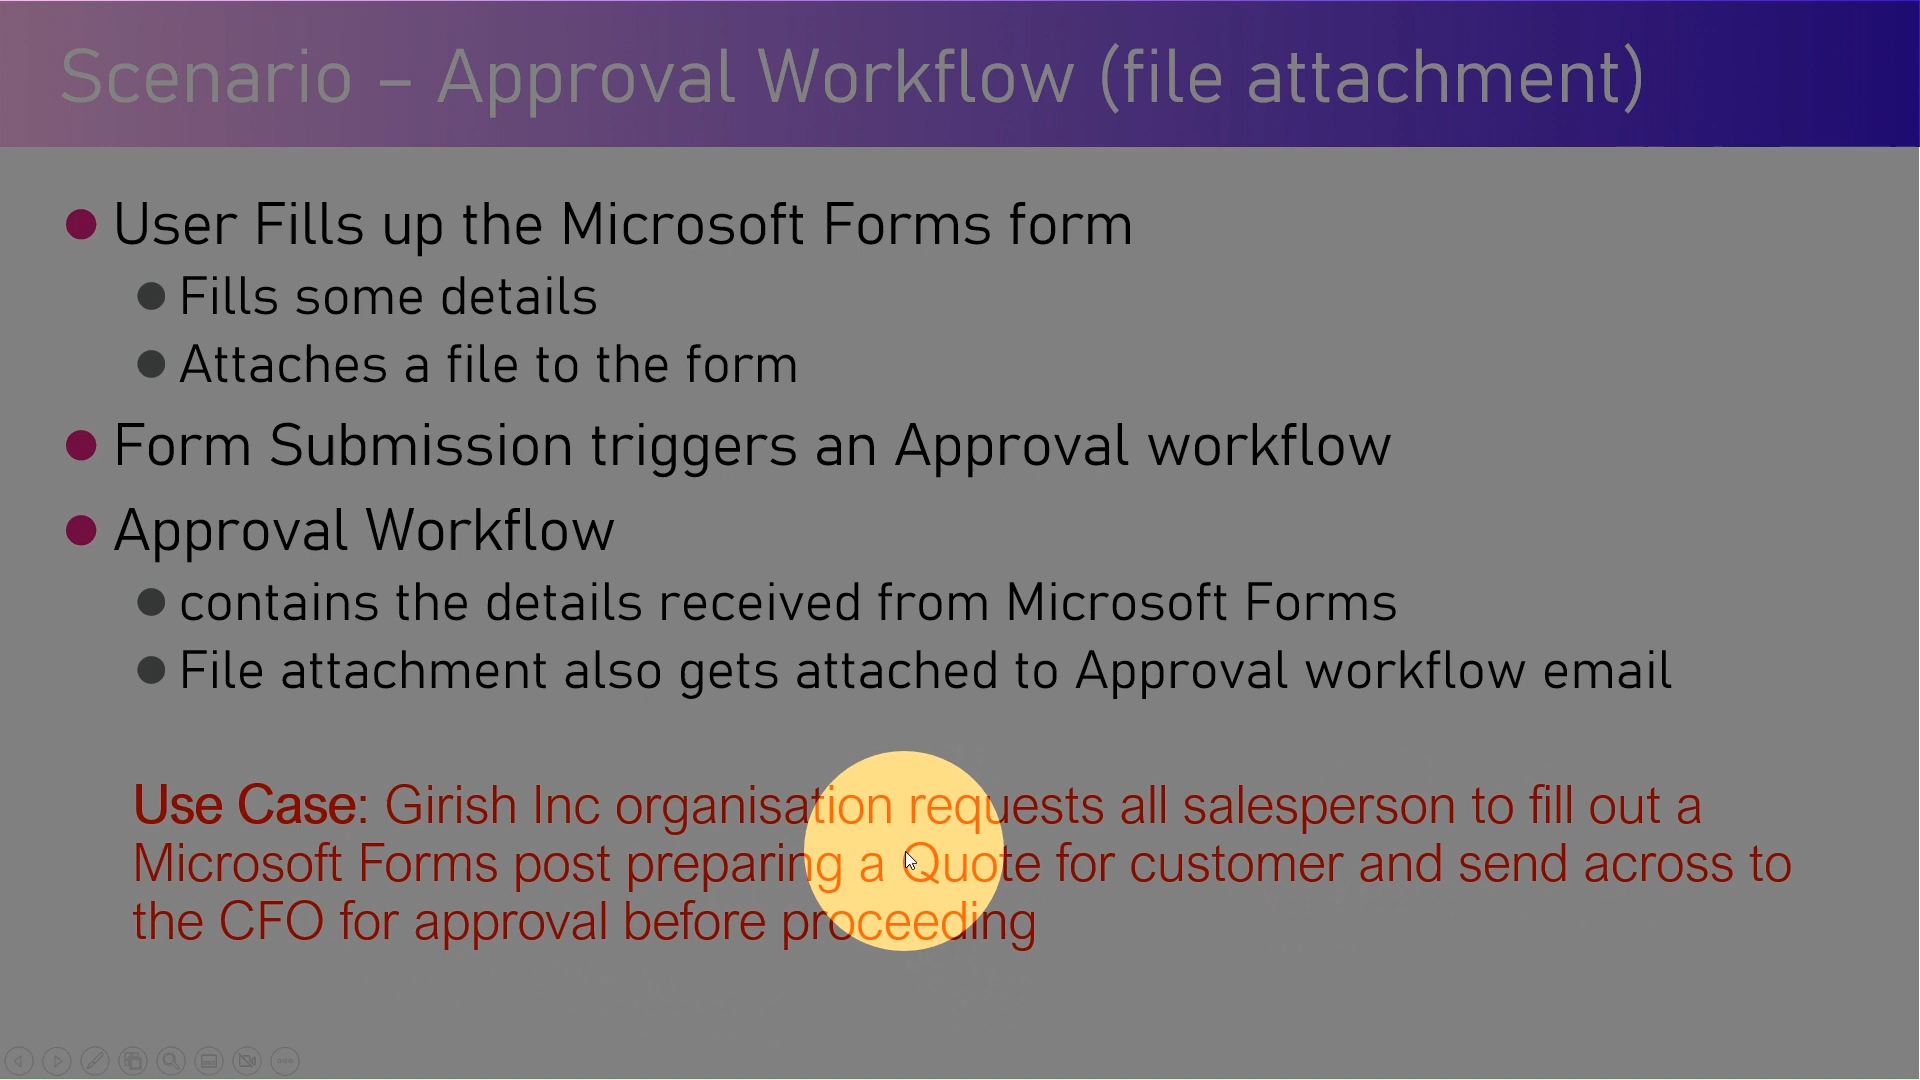 Scenario – Approval Workflow (file attachment)
User Fills up the Microsoft Forms form
Fills some details
Attaches a file to the form
Form Submission triggers an Approval workflow
Approval Workflow
contains the details received from Microsoft Forms
File attachment also gets attached to Approval workflow email
Use Case: Girish Inc organisation requests all salesperson to fill out a
Microsoft Forms post preparing a Quote for customer and send across to
the CFO for approval before proceeding